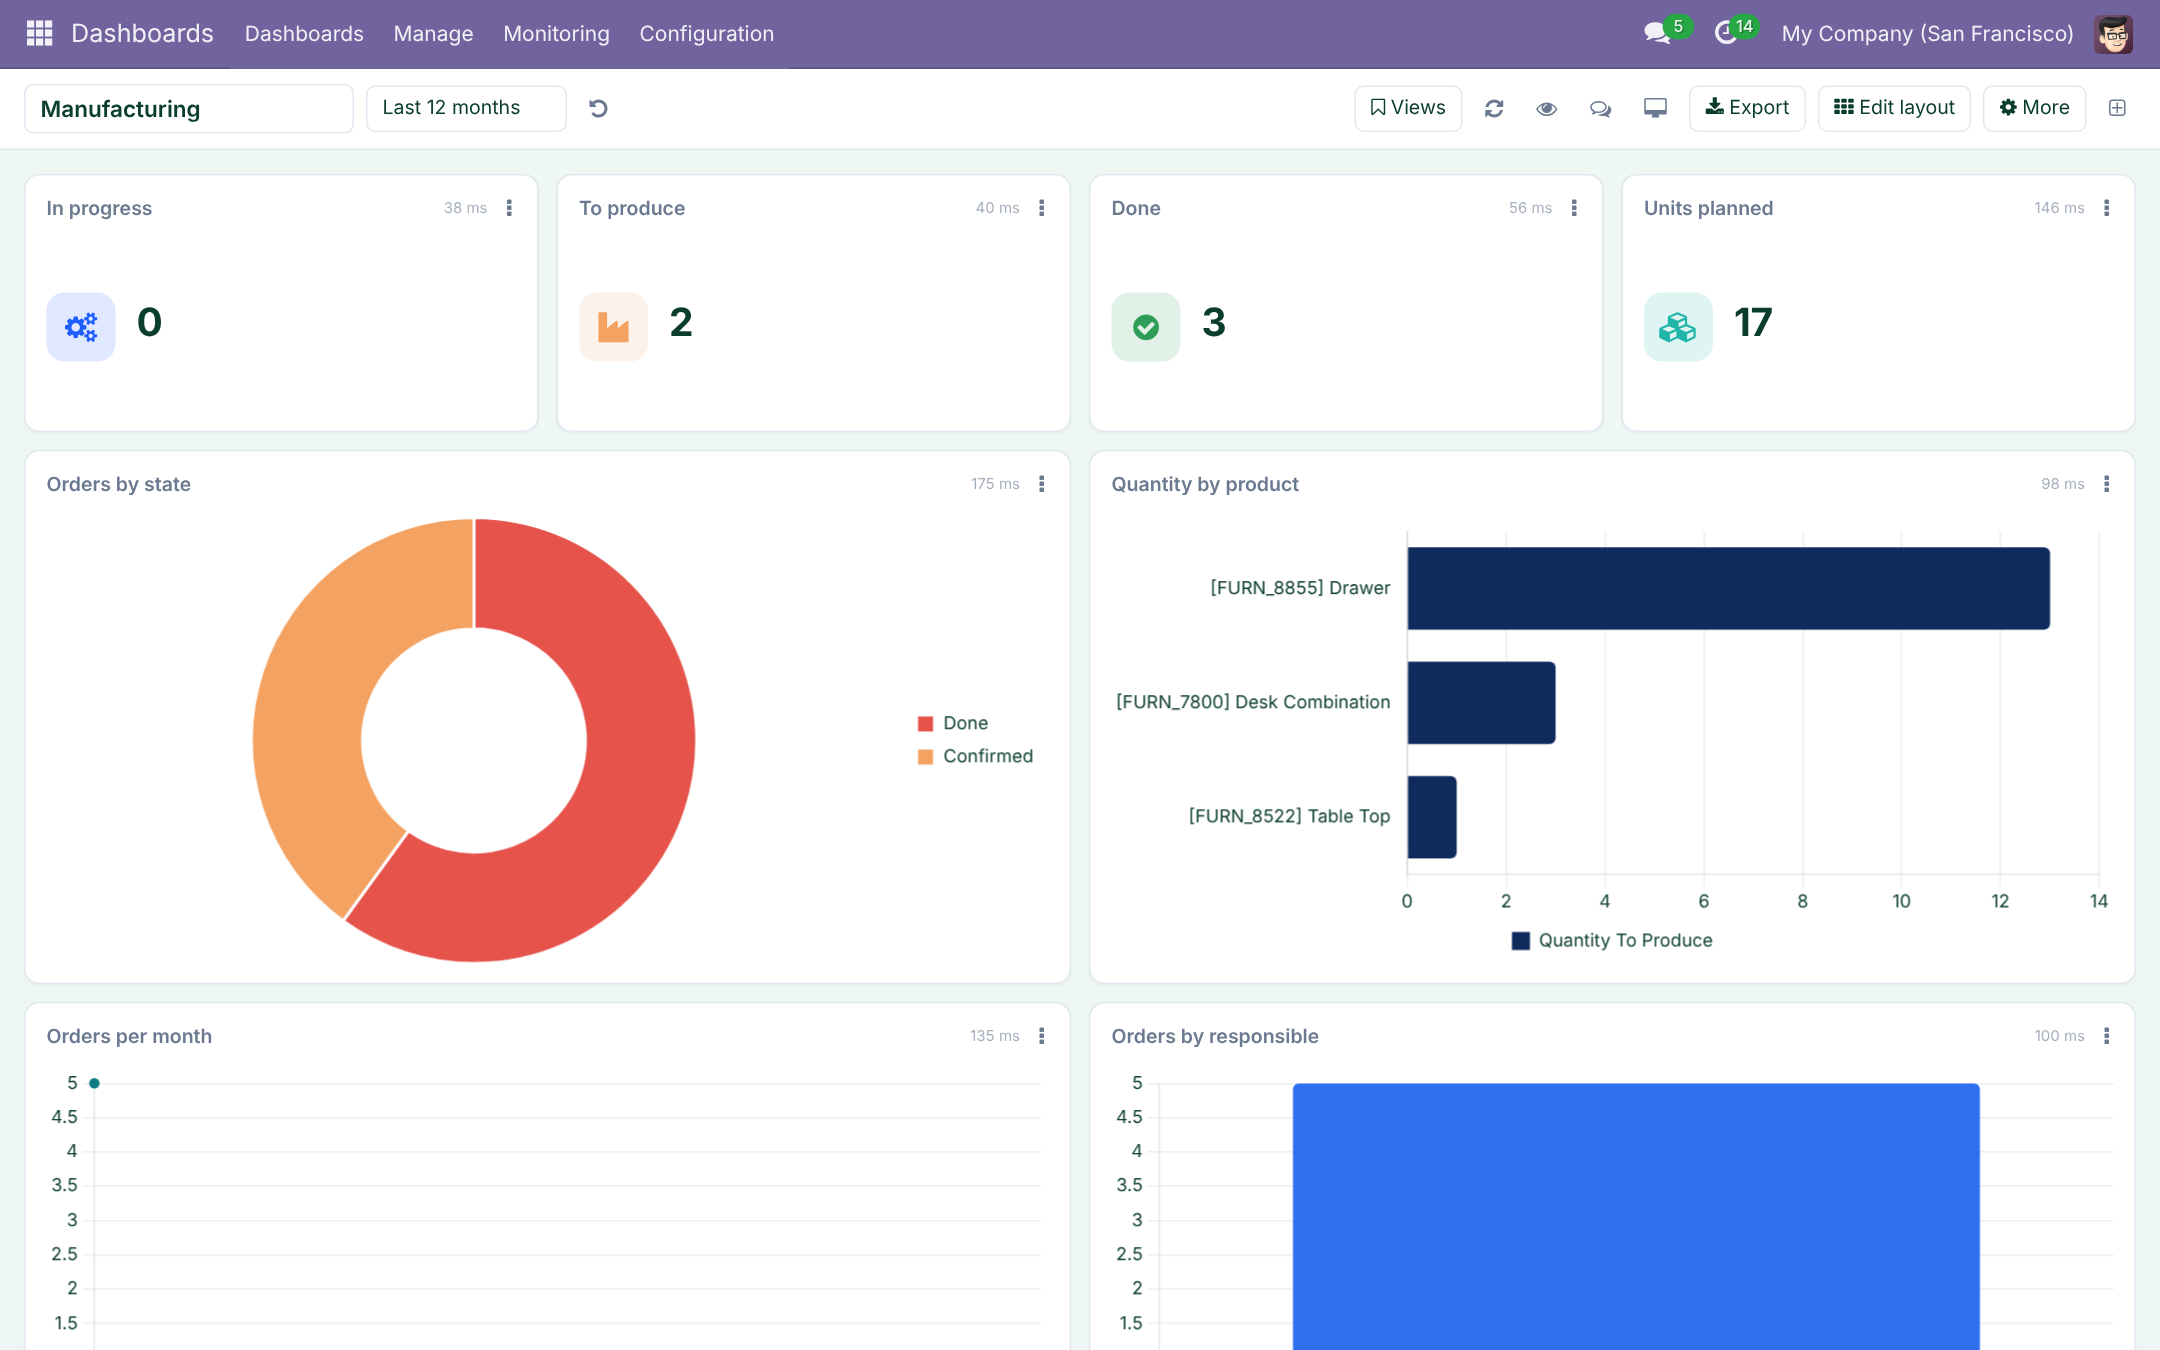 Dashboards Dashboards Manage Monitoring Configuration 5 14 My Company (San Francisco)
Manufacturing Last 12 months Views Export Edit layout More
In progress 38 ms
0
To produce 40 ms
2
Done 56 ms
3
Units planned 146 ms
17
Orders by state 175 ms
Done
Confirmed
Quantity by product 98 ms
[FURN_8855] Drawer
[FURN_7800] Desk Combination
[FURN_8522] Table Top
0 2 4 6 8 10 12 14
Quantity To Produce
Orders per month 135 ms
5
4.5
4
3.5
3
2.5
2
1.5
Orders by responsible 100 ms
5
4.5
4
3.5
3
2.5
2
1.5